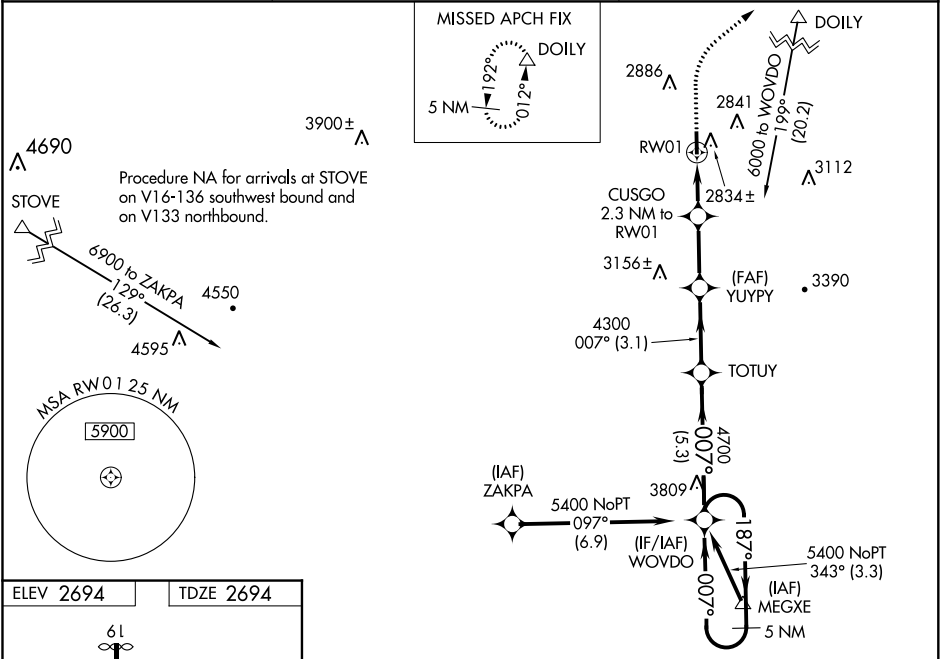 MISSED APCH FIX
DOILY
192°
012°
5 NM
DOILY
6000 to WOVDO
199°
(20.2)
2886
2841
3112
RW01
2834±
CUSGO
2.3 NM to
RW01
3156±
(FAF)
YUYPY
3390
4300
007° (3.1)
TOTUY
4700
007°
(5.3)
3809
(IAF)
ZAKPA
5400 NoPT
097°
(6.9)
(IF/IAF)
WOVDO
187°
007°
5400 NoPT
343° (3.3)
(IAF)
MEGXE
5 NM
3900±
4690
Procedure NA for arrivals at STOVE
on V16-136 southwest bound and
on V133 northbound.
STOVE
6900 to ZAKPA
129°
(26.3)
4550
4595
MSA RW01 25 NM
5900
ELEV 2694
TDZE 2694
19